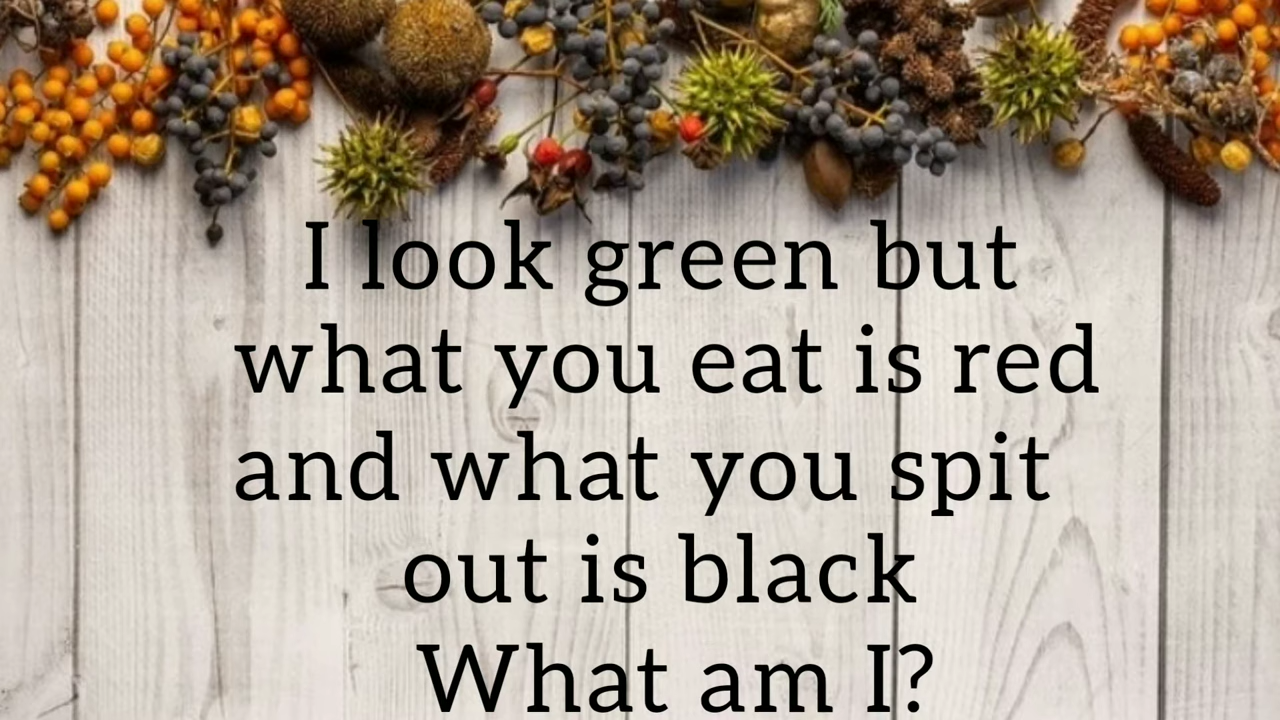 I look green but
what you eat is red
and what you spit
out is black
What am I?